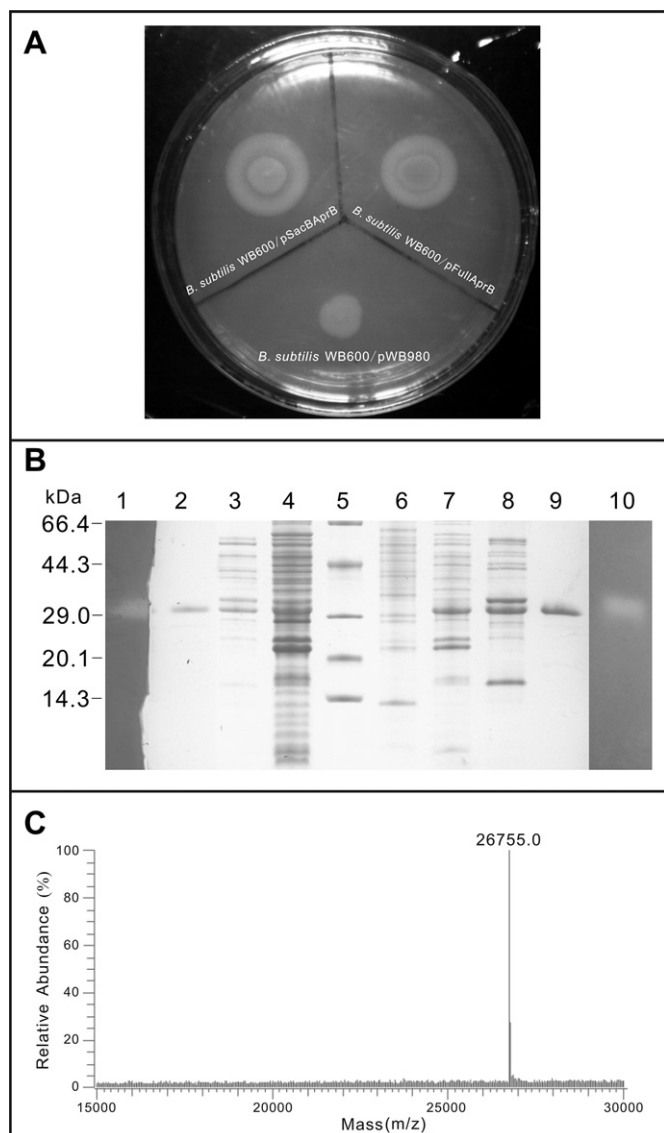 A
B. subtilis WB600/pSacBAprB
B. subtilis WB600/pFullAprB
B. subtilis WB600/pWB980
B
kDa 1 2 3 4 5 6 7 8 9 10
66.4
44.3
29.0
20.1
14.3
C
26755.0
100
80
60
40
20
0
Relative Abundance (%)
15000 20000 25000 30000
Mass(m/z)